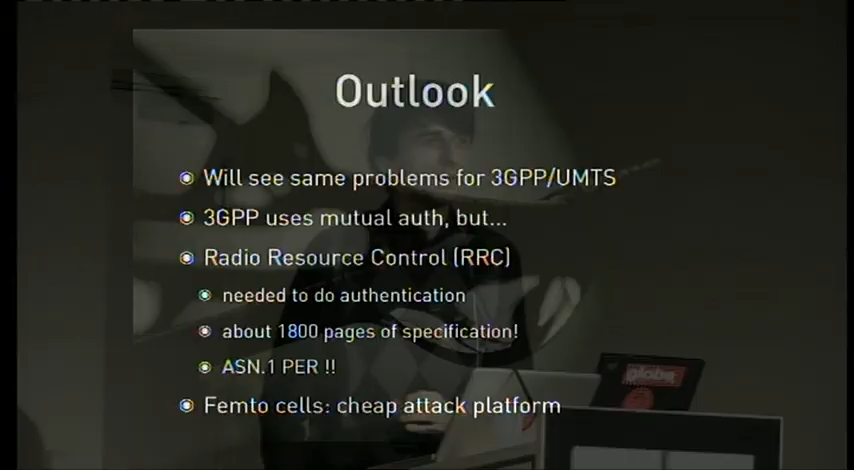 Outlook
Will see same problems for 3GPP/UMTS
3GPP uses mutual auth, but...
Radio Resource Control (RRC)
needed to do authentication
about 1800 pages of specification!
ASN.1 PER !!
Femto cells: cheap attack platform
globe